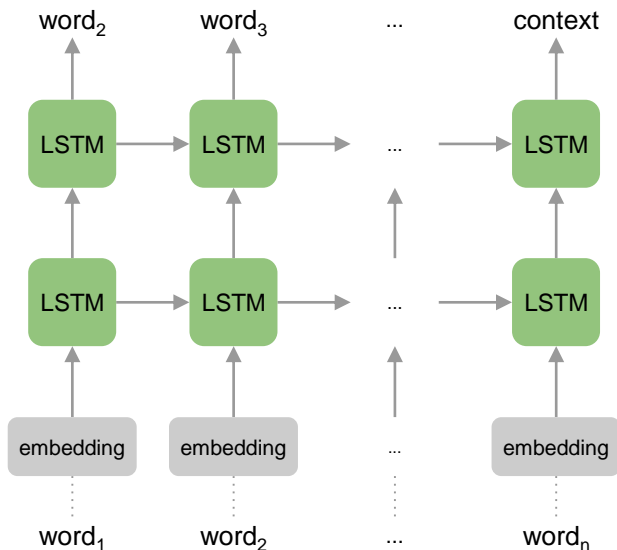 word₂ word₃ ... context
LSTM LSTM ... LSTM
LSTM LSTM ... LSTM
embedding embedding ... embedding
word₁ word₂ ... wordₙ